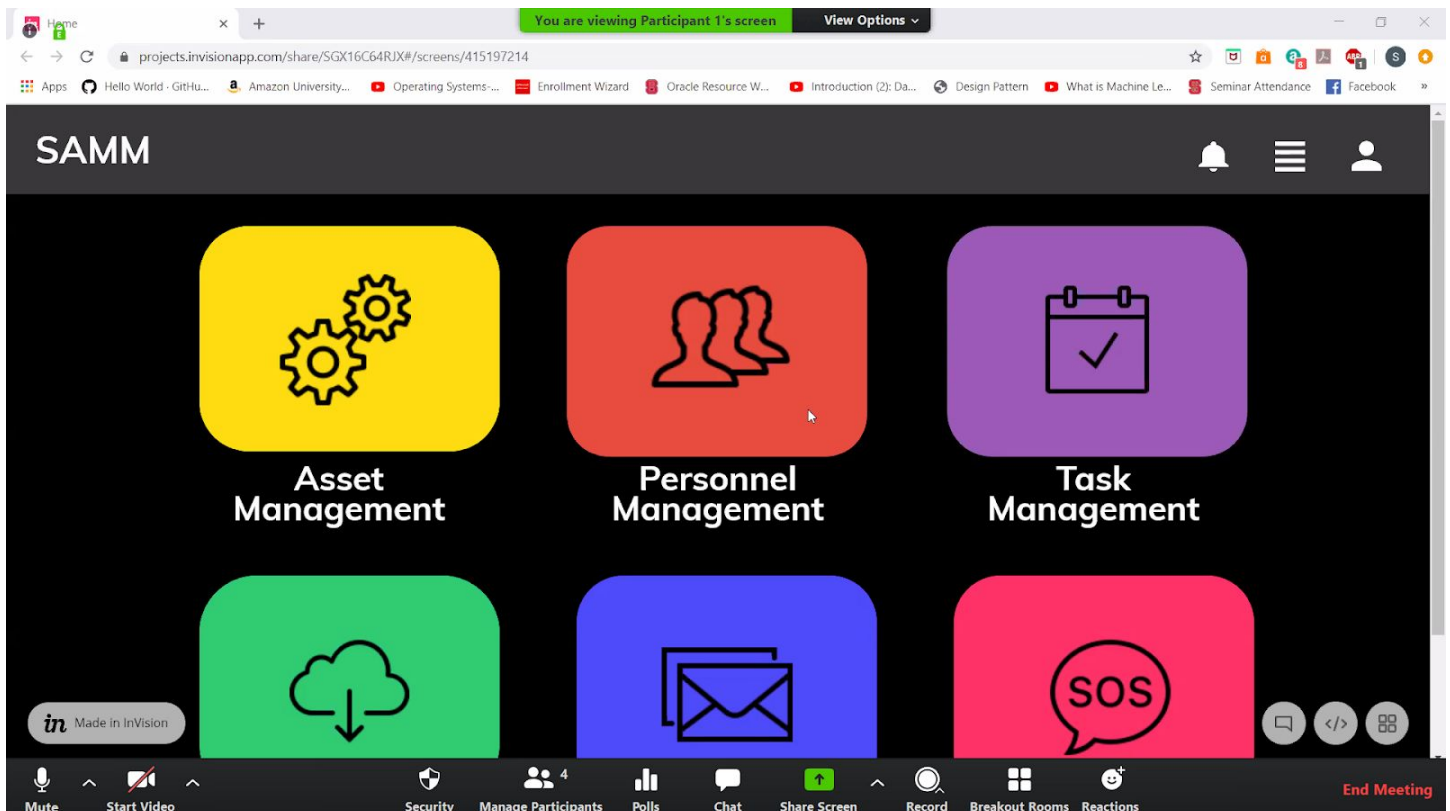 Home
You are viewing Participant 1's screen View Options
projects.invisionapp.com/share/SGX16C64RJX#/screens/415197214
Apps Hello World · GitHu... Amazon University... Operating Systems-... Enrollment Wizard Oracle Resource W... Introduction (2): Da... Design Pattern What is Machine Le... Seminar Attendance Facebook »
SAMM
Asset
Management
Personnel
Management
Task
Management
SOS
in Made in InVision
4
Mute Start Video Security Manage Participants Polls Chat Share Screen Record Breakout Rooms Reactions End Meeting